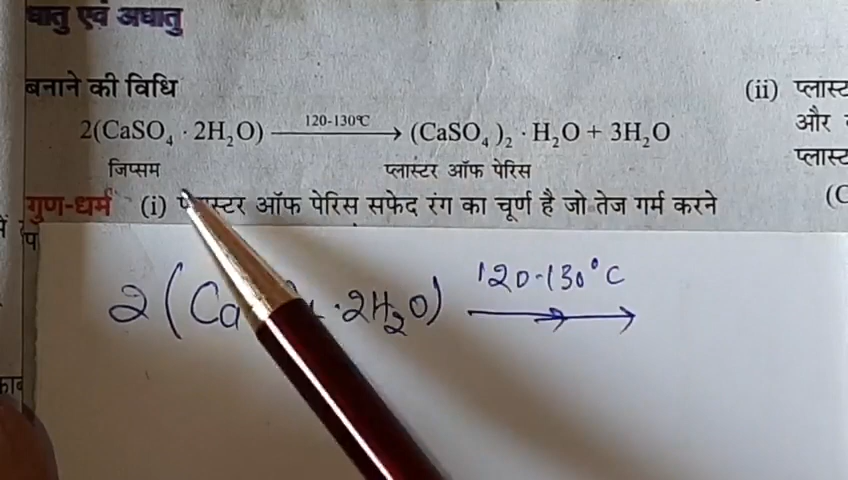 धातु एवं अधातु
बनाने की विधि
2(CaSO₄ · 2H₂O) 120-130℃ → (CaSO₄)₂ · H₂O + 3H₂O
जिप्सम प्लास्टर ऑफ पेरिस
गुण-धर्म (i) ऑफ पेरिस सफेद रंग का चूर्ण है जो तेज गर्म करने
(ii)
और
2(Ca ·2H₂O) 120-130°C →